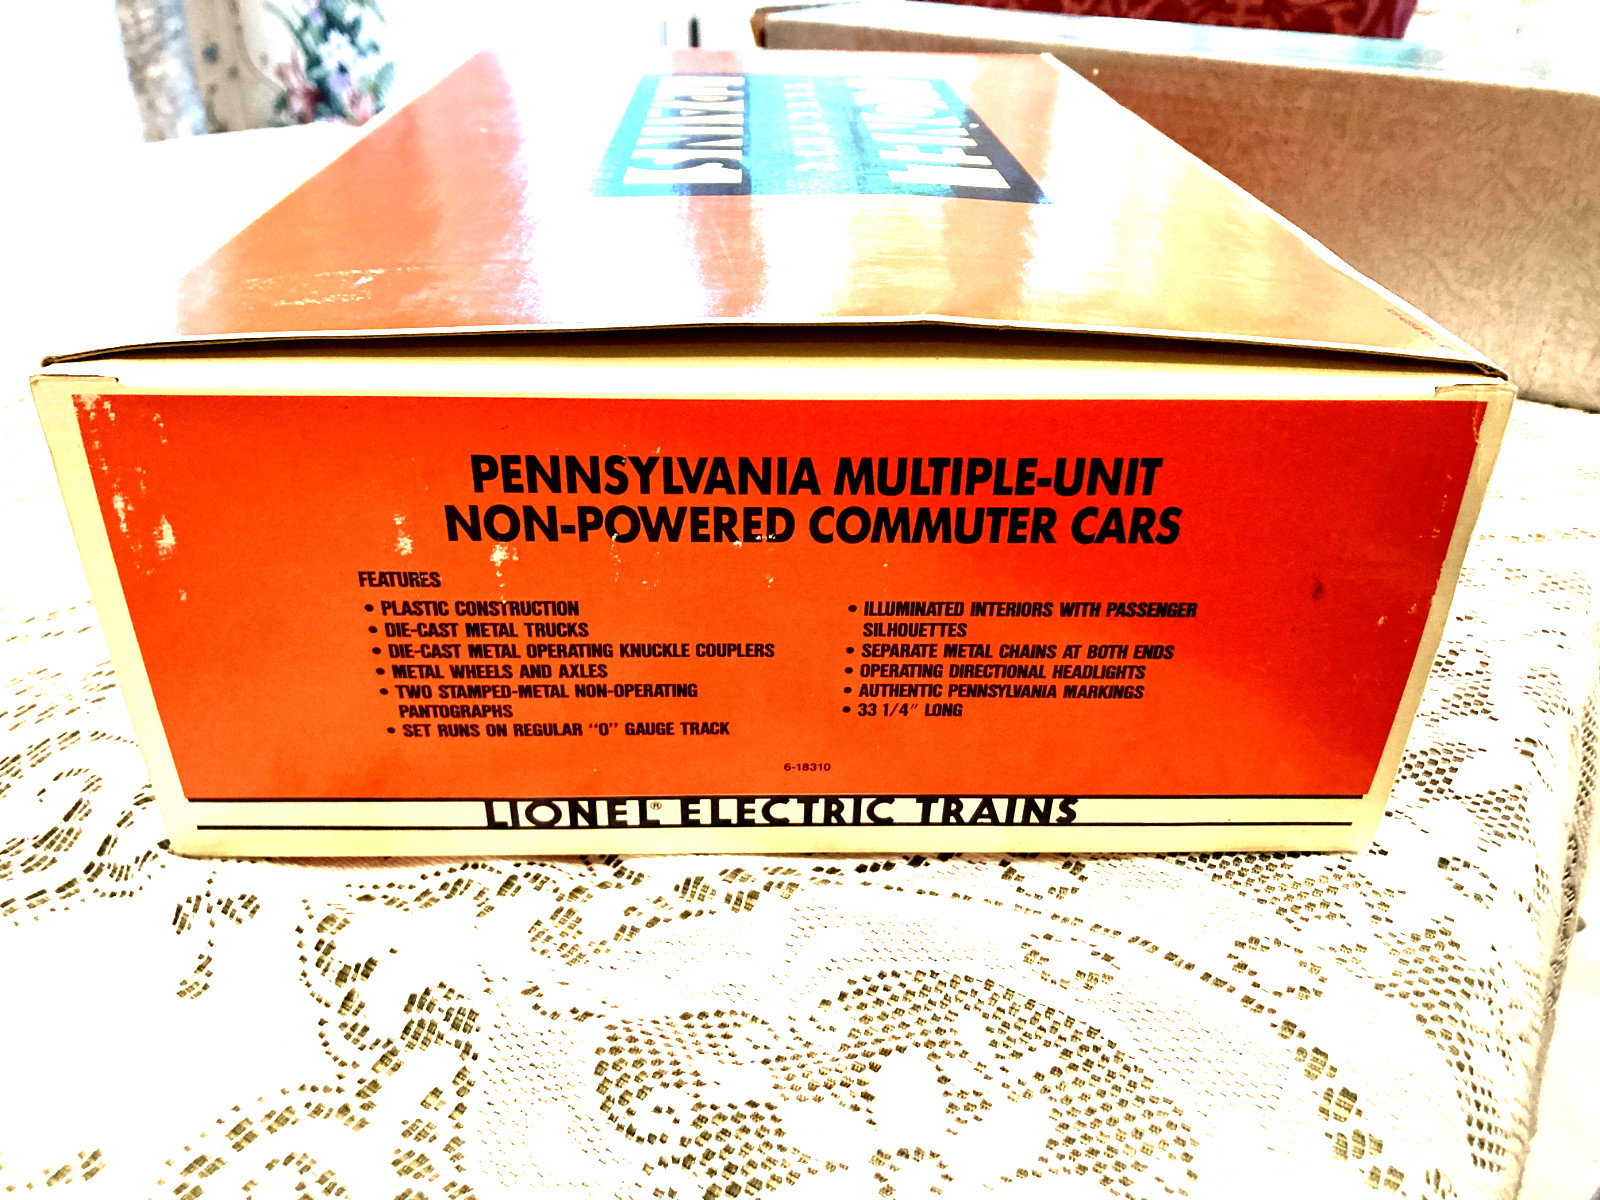 PENNSYLVANIA MULTIPLE-UNIT
NON-POWERED COMMUTER CARS
FEATURES
• PLASTIC CONSTRUCTION
• DIE-CAST METAL TRUCKS
• DIE-CAST METAL OPERATING KNUCKLE COUPLERS
• METAL WHEELS AND AXLES
• TWO STAMPED-METAL NON-OPERATING
PANTOGRAPHS
• SET RUNS ON REGULAR "O" GAUGE TRACK
• ILLUMINATED INTERIORS WITH PASSENGER
SILHOUETTES
• SEPARATE METAL CHAINS AT BOTH ENDS
• OPERATING DIRECTIONAL HEADLIGHTS
• AUTHENTIC PENNSYLVANIA MARKINGS
• 33 1/4" LONG
6-18310
LIONEL® ELECTRIC TRAINS